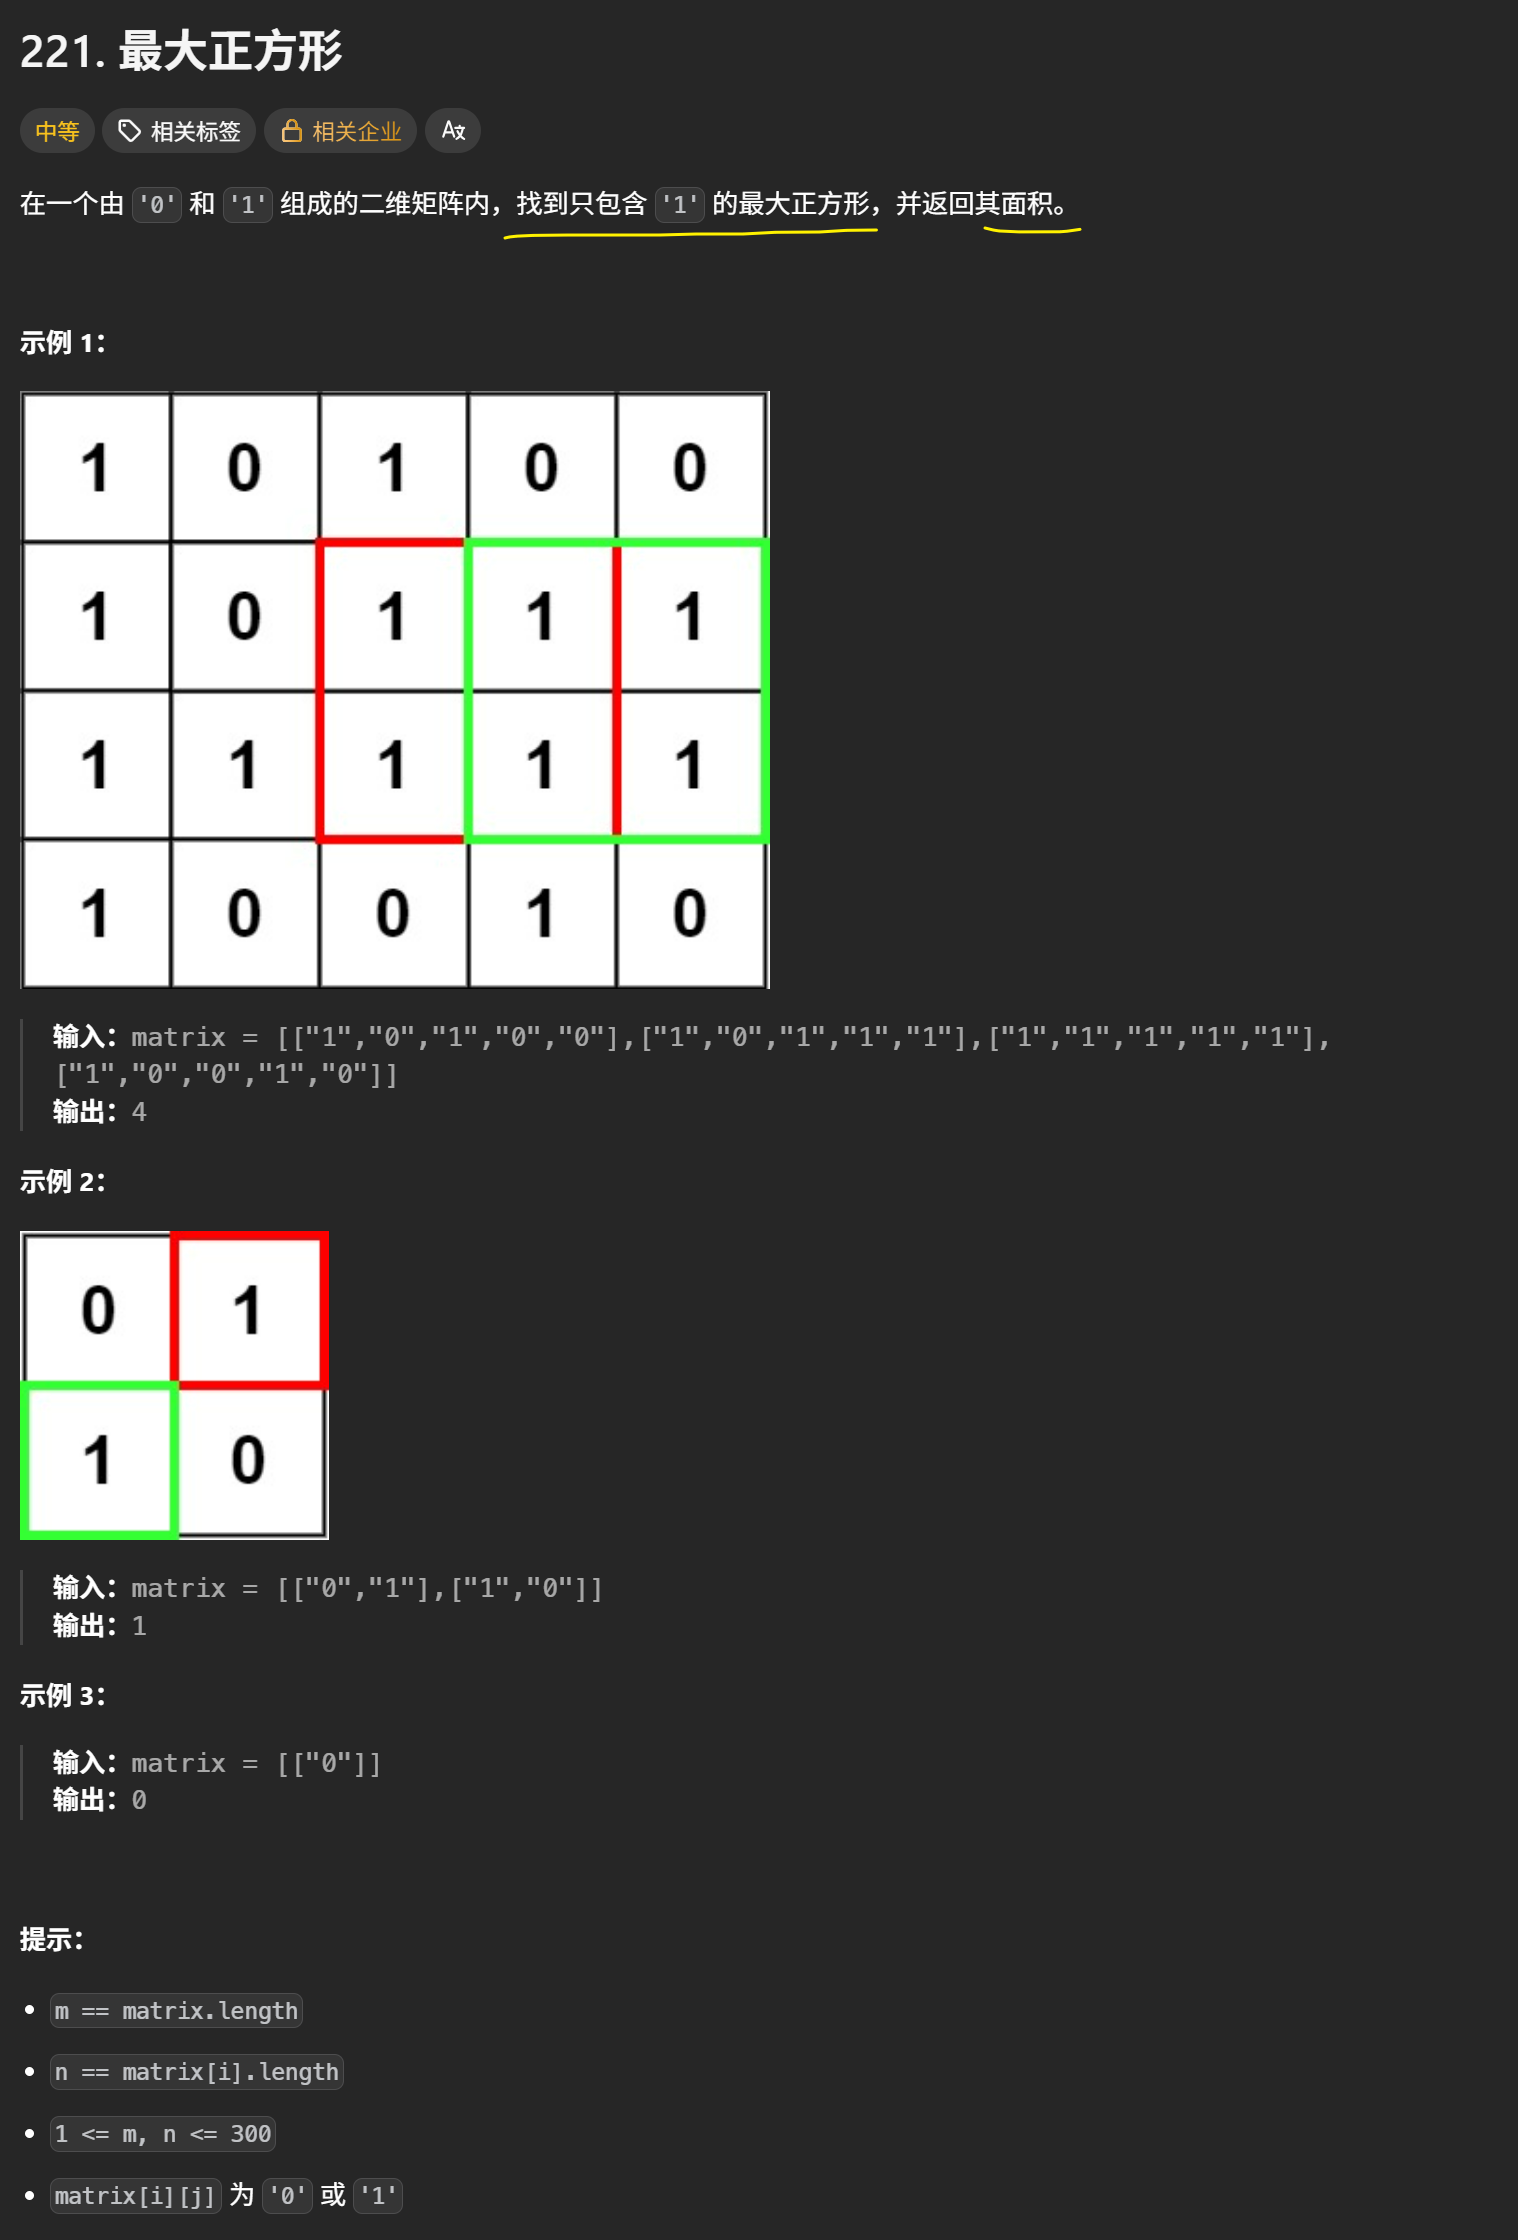 221. 最大正方形
中等 相关标签 相关企业 A文
在一个由 '0' 和 '1' 组成的二维矩阵内，找到只包含 '1' 的最大正方形，并返回其面积。
示例 1：
1 0 1 0 0
1 0 1 1 1
1 1 1 1 1
1 0 0 1 0
输入：matrix = [["1","0","1","0","0"],["1","0","1","1","1"],["1","1","1","1","1"],
["1","0","0","1","0"]]
输出：4
示例 2：
0 1
1 0
输入：matrix = [["0","1"],["1","0"]]
输出：1
示例 3：
输入：matrix = [["0"]]
输出：0
提示：
m == matrix.length
n == matrix[i].length
1 <= m, n <= 300
matrix[i][j] 为 '0' 或 '1'